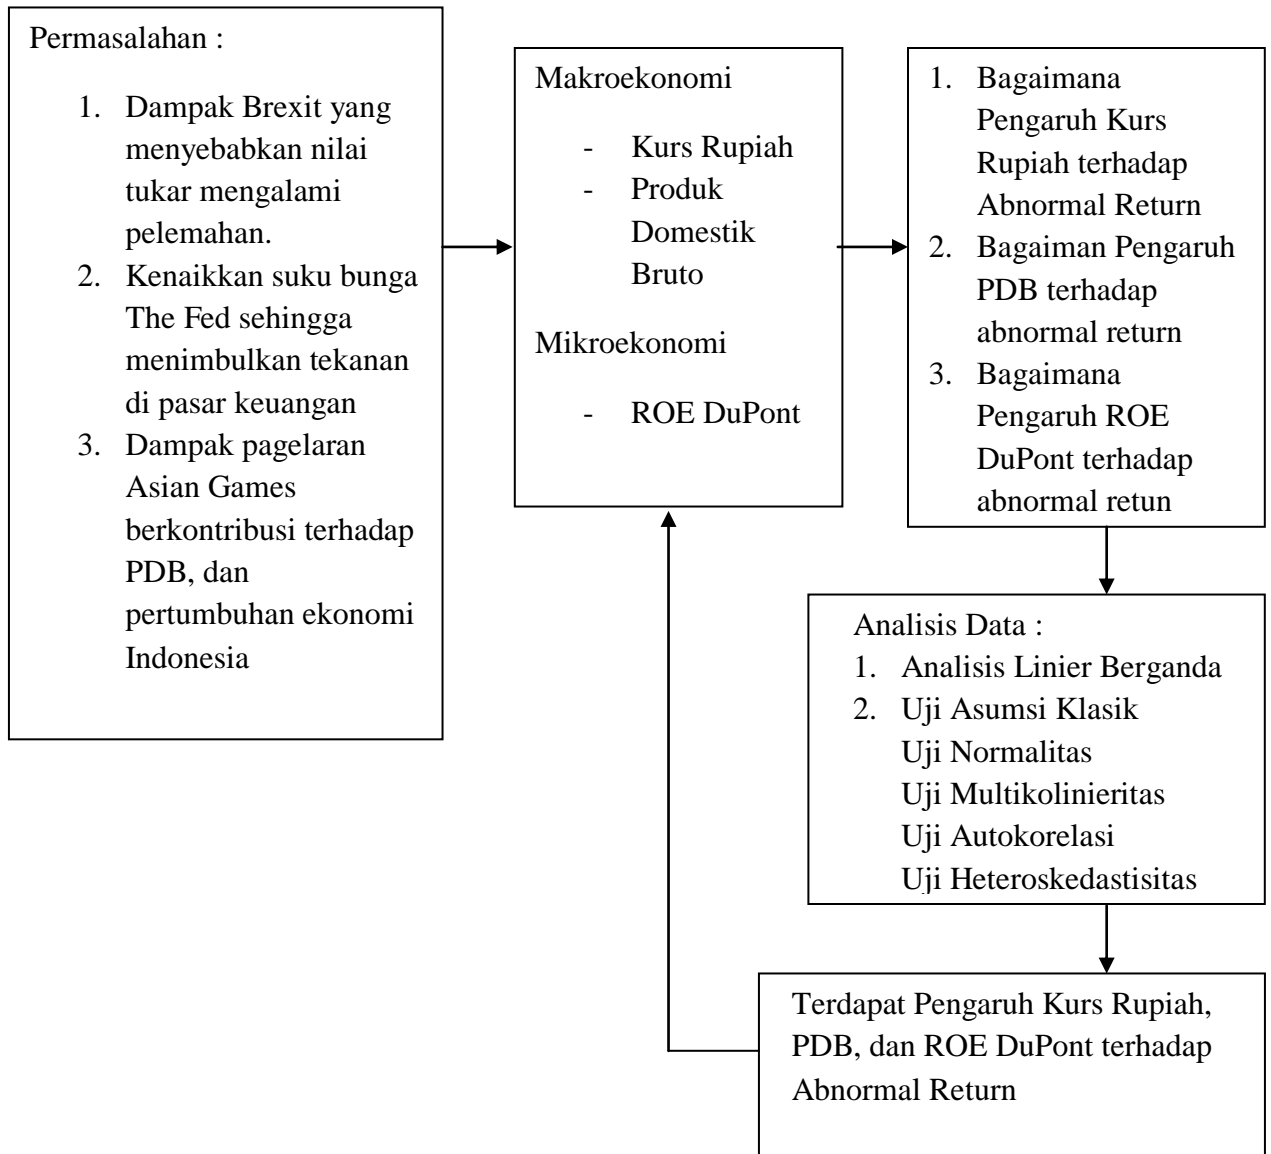 Permasalahan :
1. Dampak Brexit yang
menyebabkan nilai
tukar mengalami
pelemahan.
2. Kenaikkan suku bunga
The Fed sehingga
menimbulkan tekanan
di pasar keuangan
3. Dampak pagelaran
Asian Games
berkontribusi terhadap
PDB, dan
pertumbuhan ekonomi
Indonesia
Makroekonomi
- Kurs Rupiah
- Produk
Domestik
Bruto
Mikroekonomi
- ROE DuPont
1. Bagaimana
Pengaruh Kurs
Rupiah terhadap
Abnormal Return
2. Bagaiman Pengaruh
PDB terhadap
abnormal return
3. Bagaimana
Pengaruh ROE
DuPont terhadap
abnormal retun
Analisis Data :
1. Analisis Linier Berganda
2. Uji Asumsi Klasik
Uji Normalitas
Uji Multikolinieritas
Uji Autokorelasi
Uji Heteroskedastisitas
Terdapat Pengaruh Kurs Rupiah,
PDB, dan ROE DuPont terhadap
Abnormal Return